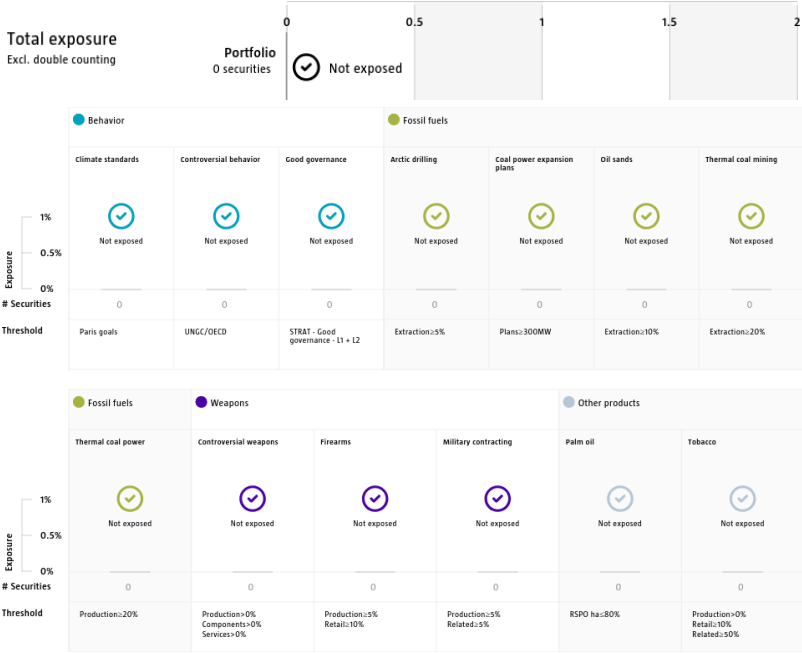 0 0.5 1 1.5 2
Total exposure
Excl. double counting
Portfolio
0 securities
Not exposed
Behavior
Fossil fuels
Climate standards
Controversial behavior
Good governance
Arctic drilling
Coal power expansion
plans
Oil sands
Thermal coal mining
Exposure
1%
0.5%
0%
Not exposed
Not exposed
Not exposed
Not exposed
Not exposed
Not exposed
Not exposed
# Securities 0 0 0 0 0 0 0
Threshold
Paris goals
UNGC/OECD
STRAT - Good
governance - L1 + L2
Extraction≥5%
Plans≥300MW
Extraction≥10%
Extraction≥20%
Fossil fuels
Weapons
Other products
Thermal coal power
Controversial weapons
Firearms
Military contracting
Palm oil
Tobacco
Exposure
1%
0.5%
0%
Not exposed
Not exposed
Not exposed
Not exposed
Not exposed
Not exposed
# Securities 0 0 0 0 0 0
Threshold
Production≥20%
Production>0%
Components>0%
Services>0%
Production≥5%
Retail≥10%
Production≥5%
Related≥5%
RSPO ha≤80%
Production>0%
Retail≥10%
Related≥50%